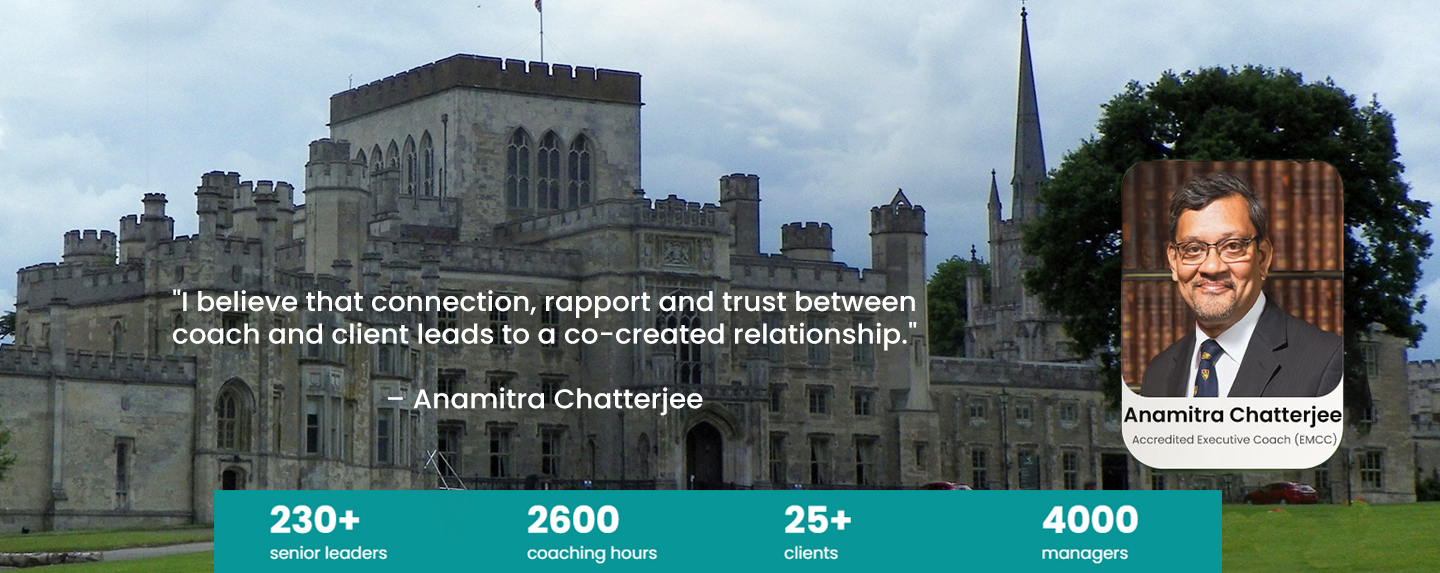 "I believe that connection, rapport and trust between
coach and client leads to a co-created relationship."
– Anamitra Chatterjee
Anamitra Chatterjee
Accredited Executive Coach (EMCC)
230+
senior leaders
2600
coaching hours
25+
clients
4000
managers